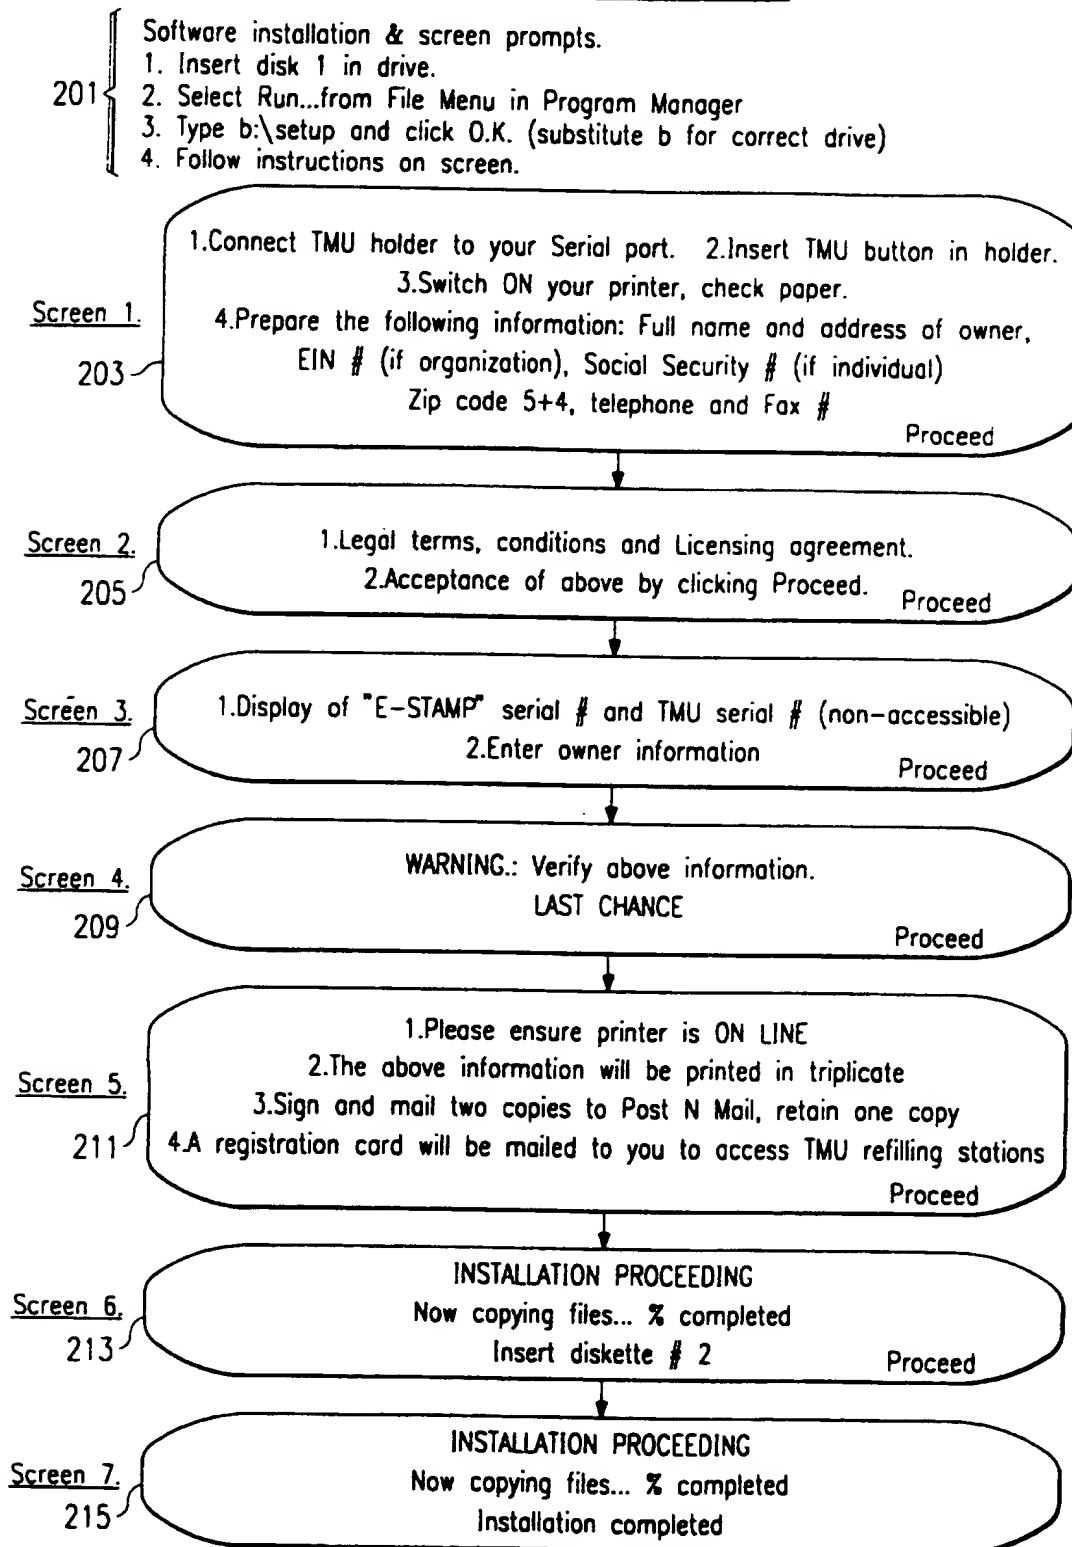 Software installation & screen prompts.
1. Insert disk 1 in drive.
201
2. Select Run...from File Menu in Program Manager
3. Type b:\setup and click O.K. (substitute b for correct drive)
4. Follow instructions on screen.
1.Connect TMU holder to your Serial port. 2.Insert TMU button in holder.
3.Switch ON your printer, check paper.
Screen 1.
4.Prepare the following information: Full name and address of owner,
203
EIN # (if organization), Social Security # (if individual)
Zip code 5+4, telephone and Fax #
Proceed
Screen 2.
1.Legal terms, conditions and Licensing agreement.
205
2.Acceptance of above by clicking Proceed.
Proceed
Screen 3.
1.Display of "E-STAMP" serial # and TMU serial # (non-accessible)
207
2.Enter owner information
Proceed
Screen 4.
WARNING.: Verify above information.
209
LAST CHANCE
Proceed
1.Please ensure printer is ON LINE
2.The above information will be printed in triplicate
Screen 5.
3.Sign and mail two copies to Post N Mail, retain one copy
211
4.A registration card will be mailed to you to access TMU refilling stations
Proceed
INSTALLATION PROCEEDING
Screen 6.
Now copying files... % completed
213
Insert diskette # 2
Proceed
INSTALLATION PROCEEDING
Screen 7.
Now copying files... % completed
215
Installation completed